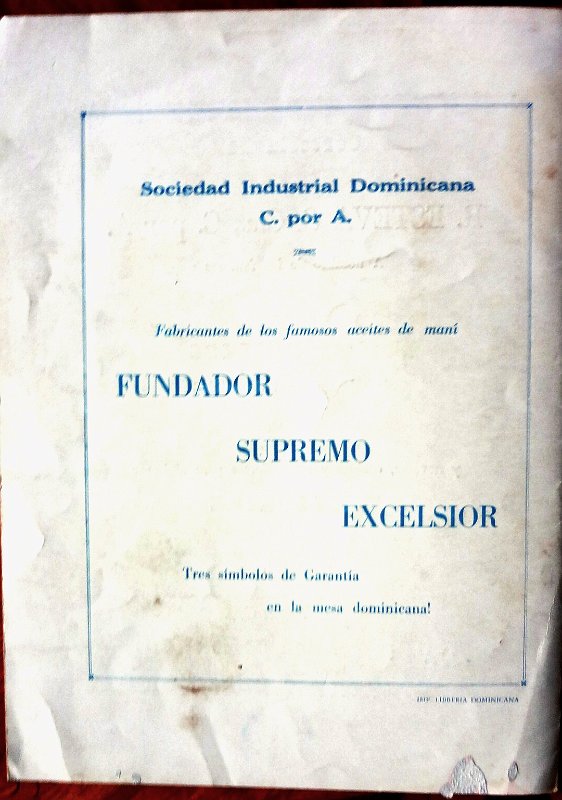 Sociedad Industrial Dominicana
C. por A.
Fabricantes de los famosos aceites de maní
FUNDADOR
SUPREMO
EXCELSIOR
Tres símbolos de Garantía
en la mesa dominicana!
IMP. LIBRERIA DOMINICANA